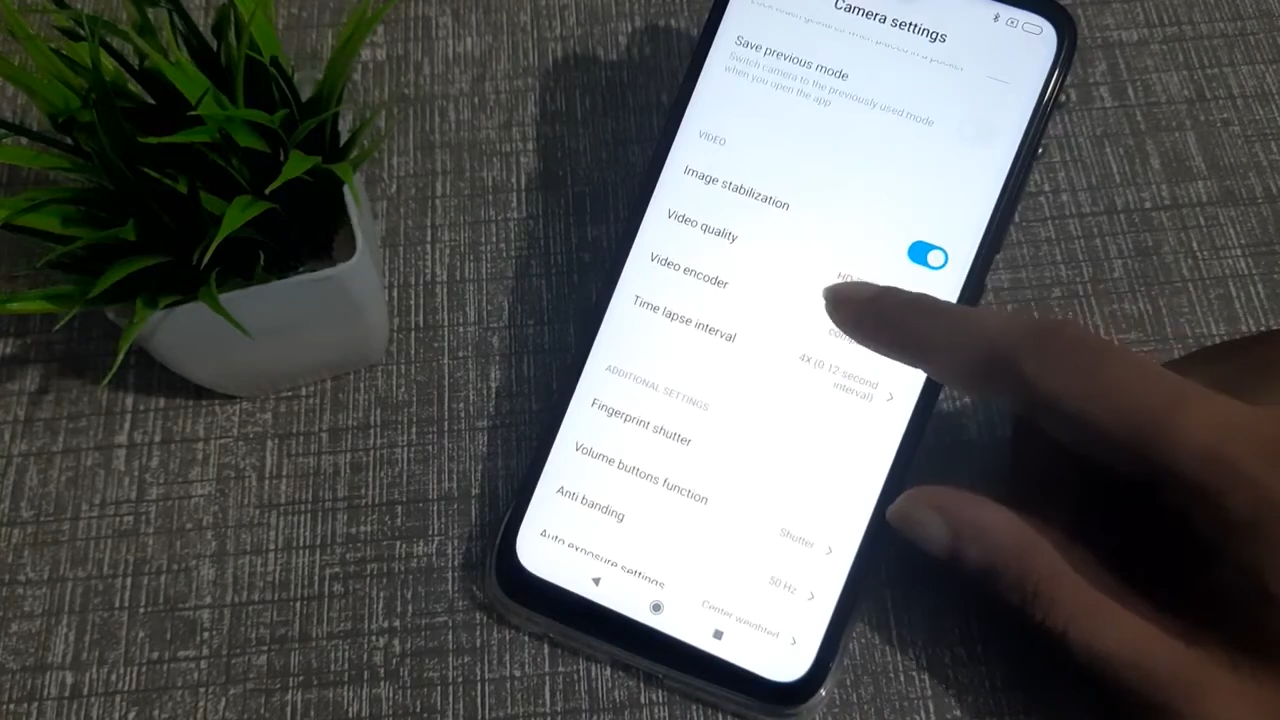 Camera settings
Save previous mode
Switch camera to the previously used mode
when you open the app
VIDEO
Image stabilization
Video quality
HD
Video encoder
Time lapse interval
4X (0.12-second
interval)
ADDITIONAL SETTINGS
Fingerprint shutter
Volume buttons function
Shutter
Anti banding
50 Hz
Auto exposure settings
Center weighted